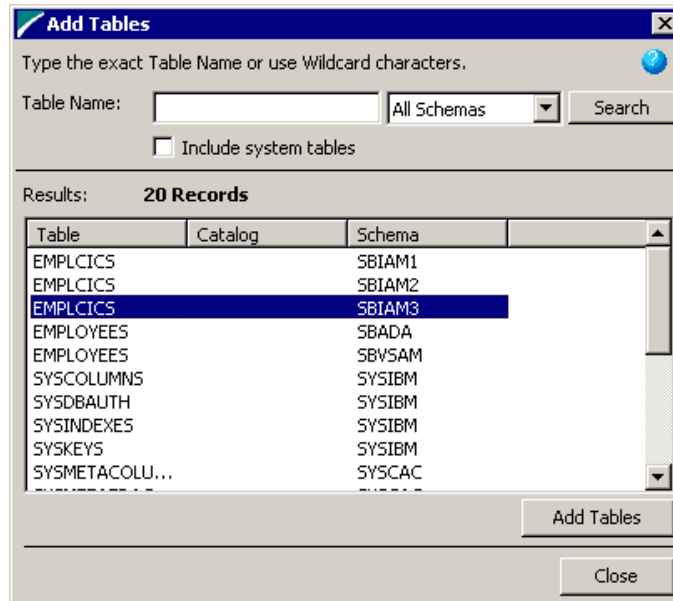 Add Tables
Type the exact Table Name or use Wildcard characters.
Table Name: All Schemas Search
Include system tables
Results: 20 Records
Table Catalog Schema
EMPLCICS SBIAM1
EMPLCICS SBIAM2
EMPLCICS SBIAM3
EMPLOYEES SBADA
EMPLOYEES SBVSAM
SYSCOLUMNS SYSIBM
SYSDBAUTH SYSIBM
SYSINDEXES SYSIBM
SYSKEYS SYSIBM
SYSMETACOLU... SYSCAC
Add Tables
Close